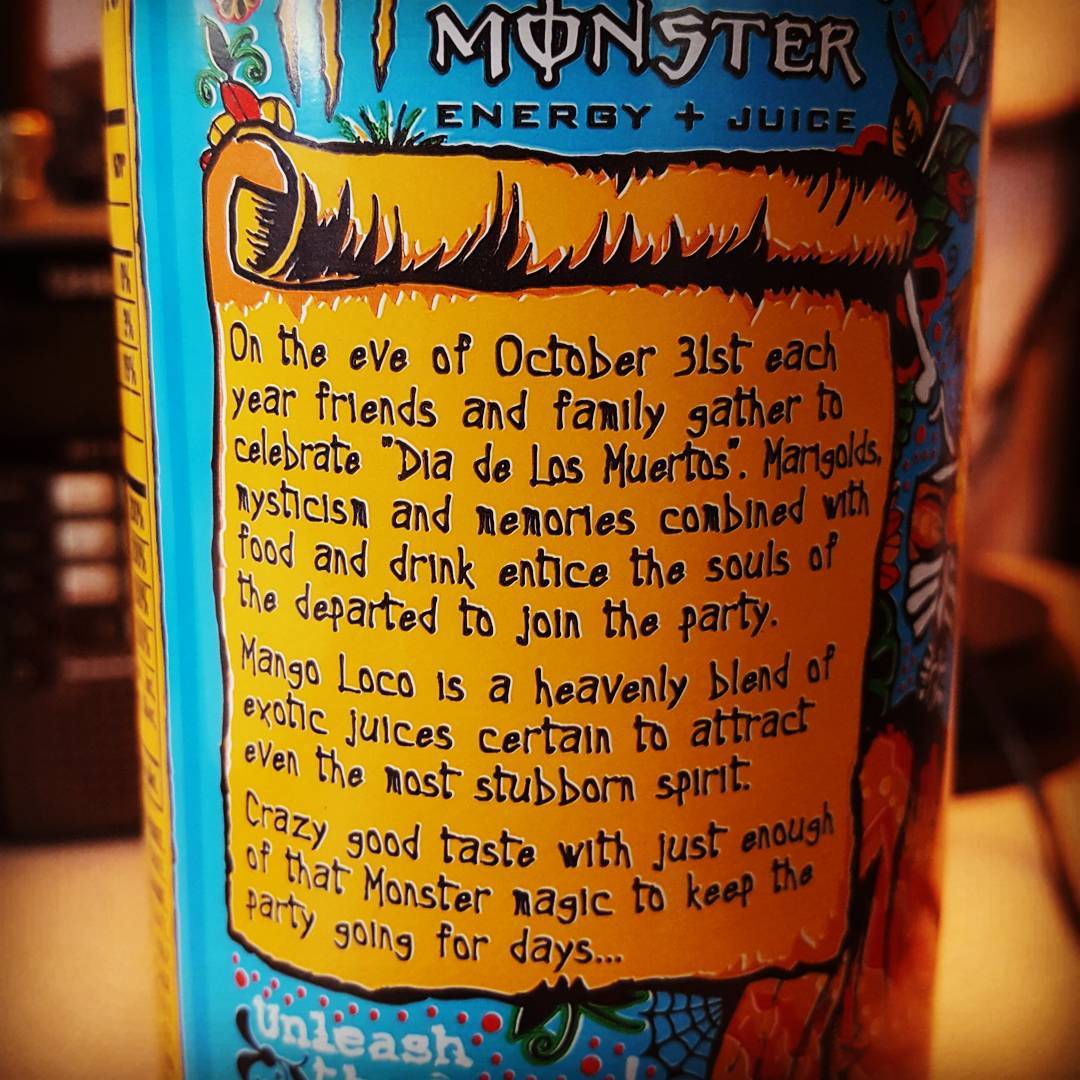 MONSTER
ENERGY + JUICE
On the eve of October 31st each
year friends and family gather to
celebrate "Dia de Los Muertos". Marigolds,
mysticism and memories combined with
food and drink entice the souls of
the departed to join the party.
Mango Loco is a heavenly blend of
exotic juices certain to attract
even the most stubborn spirit.
Crazy good taste with just enough
of that Monster magic to keep the
party going for days...
Unleash